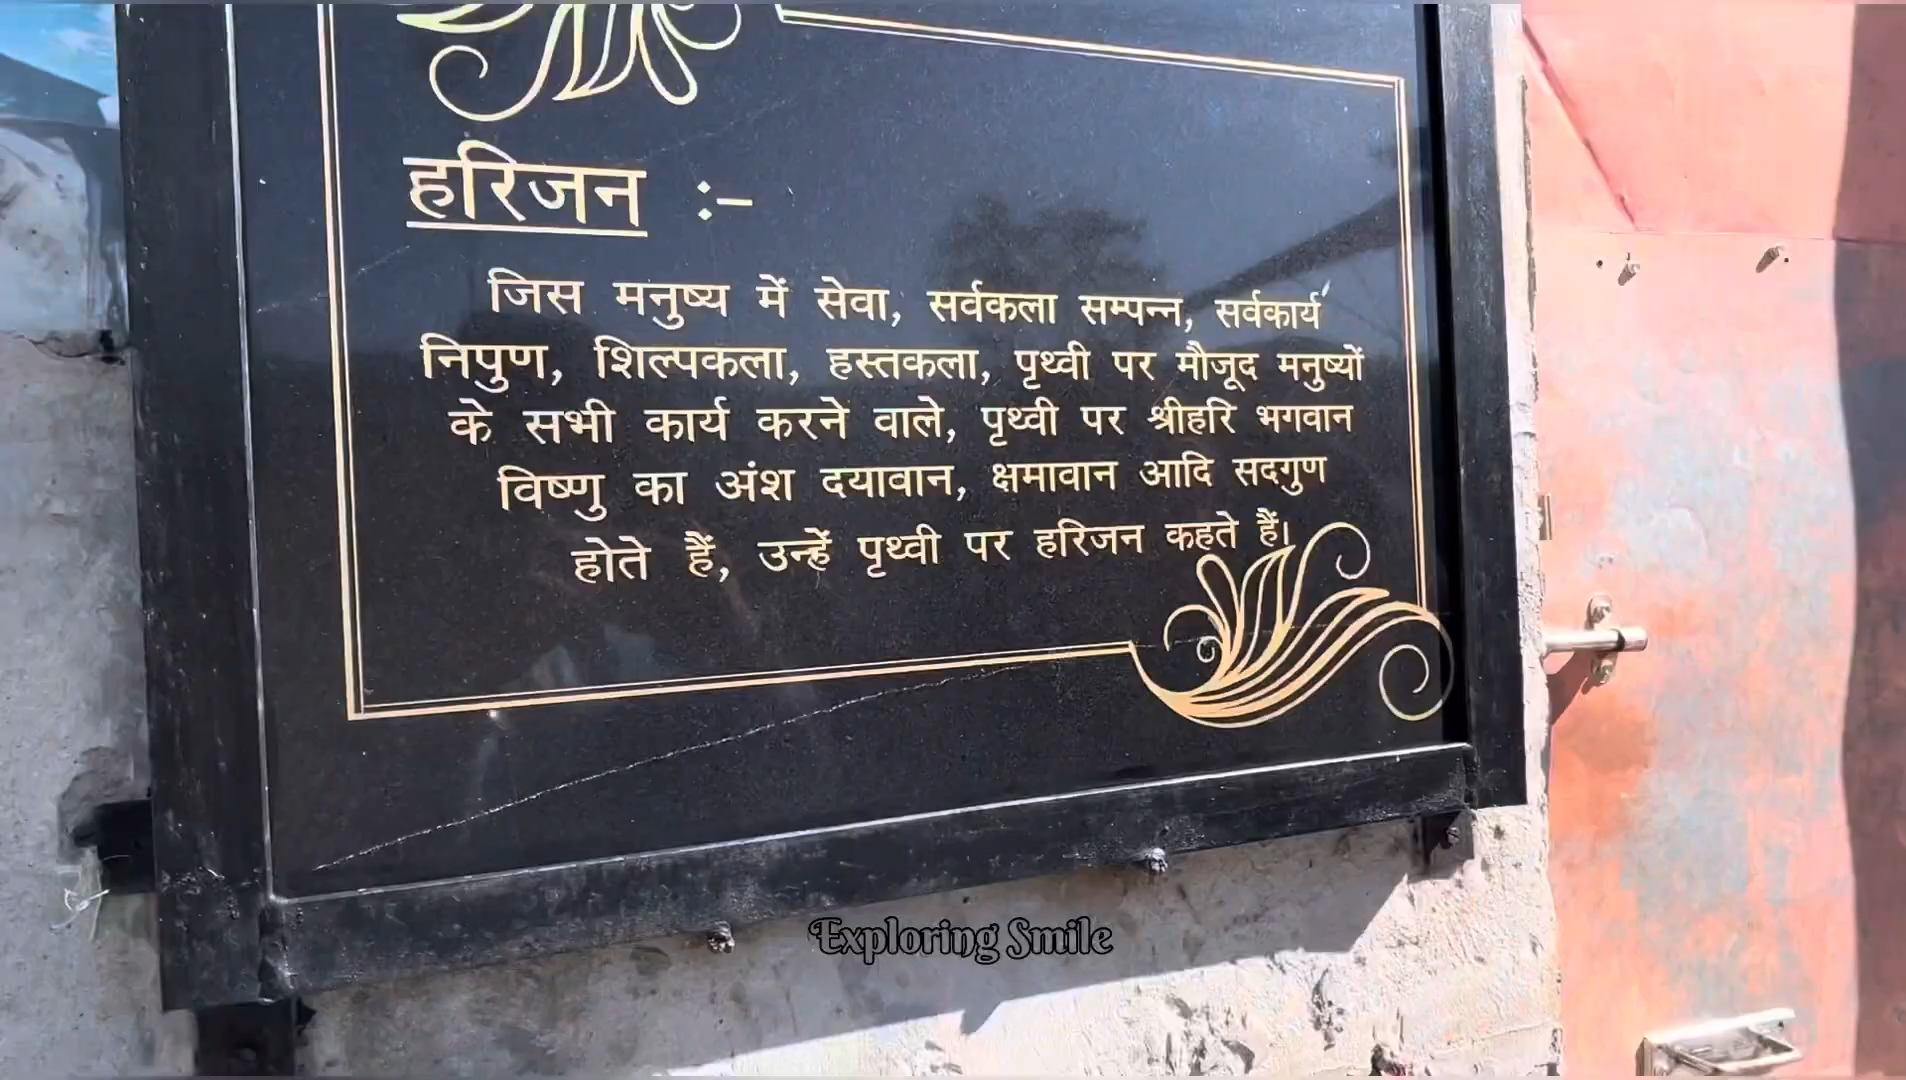 हरिजन :–
जिस मनुष्य में सेवा, सर्वकला सम्पन्न, सर्वकार्य
निपुण, शिल्पकला, हस्तकला, पृथ्वी पर मौजूद मनुष्यों
के सभी कार्य करने वाले, पृथ्वी पर श्रीहरि भगवान
विष्णु का अंश दयावान, क्षमावान आदि सदगुण
होते हैं, उन्हें पृथ्वी पर हरिजन कहते हैं।
Exploring Smile